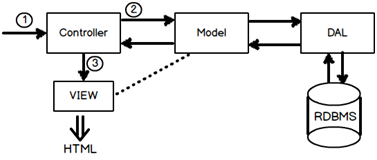 1
2
Controller
Model
DAL
3
VIEW
RDBMS
HTML